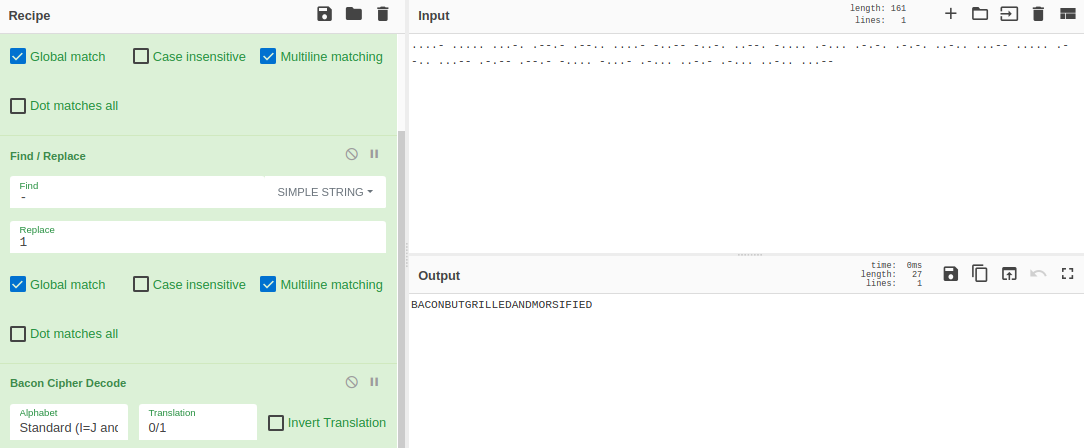 Recipe
Global match Case insensitive Multiline matching
Dot matches all
Find / Replace
Find
- SIMPLE STRING
Replace
1
Global match Case insensitive Multiline matching
Dot matches all
Bacon Cipher Decode
Alphabet Translation
Standard (I=J and 0/1 Invert Translation
Input length: 161
lines: 1
....- ..... ...-. .--.- .--.. ....- -..-- -..-. ..--. -.... .-... .-.-. .-.-. ..-.. ...-- ..... .-
-.. ...-- .-.-- .--.- -.... -...- .-... ..-.- .-... ..-.. ...--
Output time: 0ms
length: 27
lines: 1
BACONBUTGRILLEDANDMORSIFIED